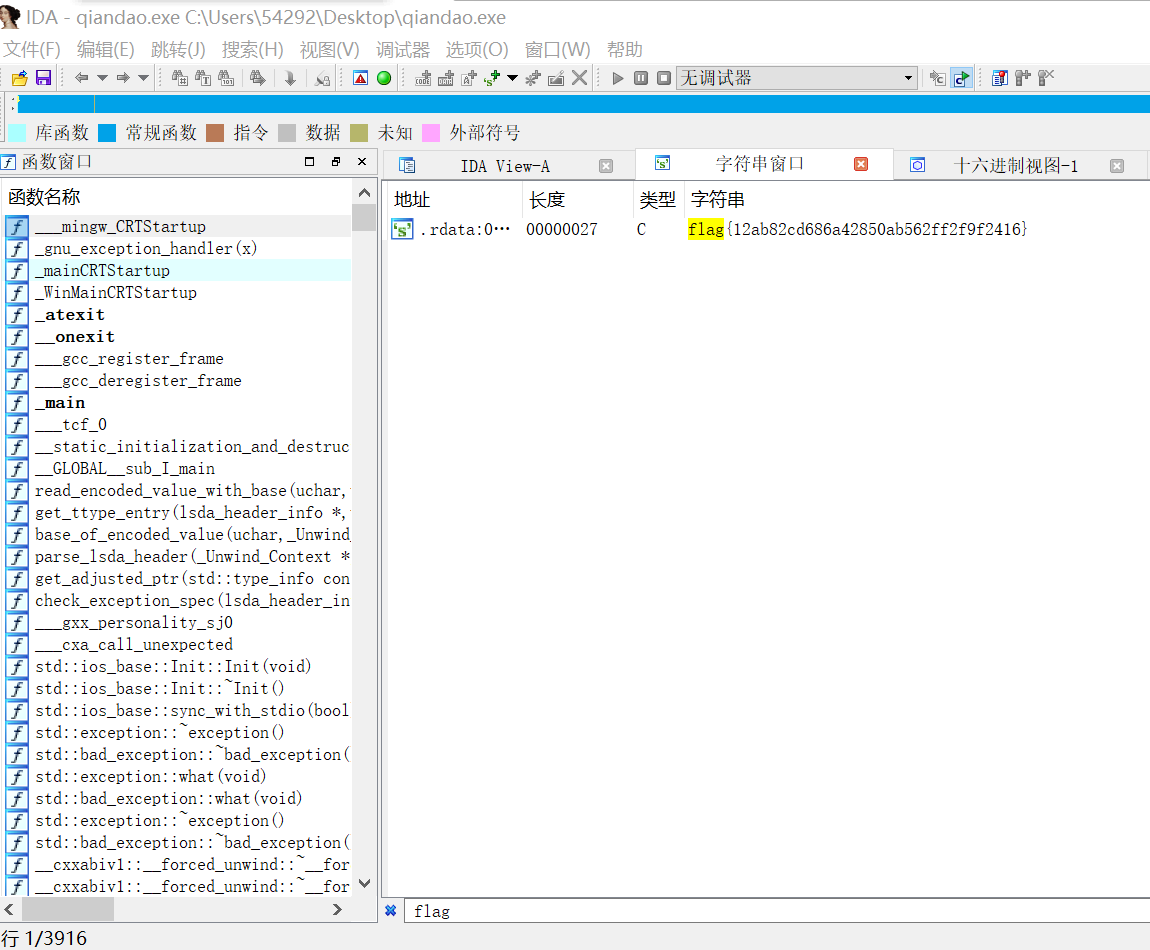 IDA - qiandao.exe C:\Users\54292\Desktop\qiandao.exe
文件(F) 编辑(E) 跳转(J) 搜索(H) 视图(V) 调试器 选项(O) 窗口(W) 帮助
无调试器
库函数 常规函数 指令 数据 未知 外部符号
函数窗口
IDA View-A 字符串窗口 十六进制视图-1
函数名称
___mingw_CRTStartup
_gnu_exception_handler(x)
_mainCRTStartup
_WinMainCRTStartup
_atexit
__onexit
___gcc_register_frame
___gcc_deregister_frame
_main
___tcf_0
__static_initialization_and_destruc
__GLOBAL__sub_I_main
read_encoded_value_with_base(uchar,
get_ttype_entry(lsda_header_info *,
base_of_encoded_value(uchar,_Unwind_
parse_lsda_header(_Unwind_Context *
get_adjusted_ptr(std::type_info con
check_exception_spec(lsda_header_in
___gxx_personality_sj0
___cxa_call_unexpected
std::ios_base::Init::Init(void)
std::ios_base::Init::~Init()
std::ios_base::sync_with_stdio(bool
std::exception::~exception()
std::bad_exception::~bad_exception(
std::exception::what(void)
std::bad_exception::what(void)
std::exception::~exception()
std::bad_exception::~bad_exception(
__cxxabiv1::__forced_unwind::~__for
__cxxabiv1::__forced_unwind::~__for
地址 长度 类型 字符串
.rdata:0… 00000027 C flag{12ab82cd686a42850ab562ff2f9f2416}
flag
行 1/3916